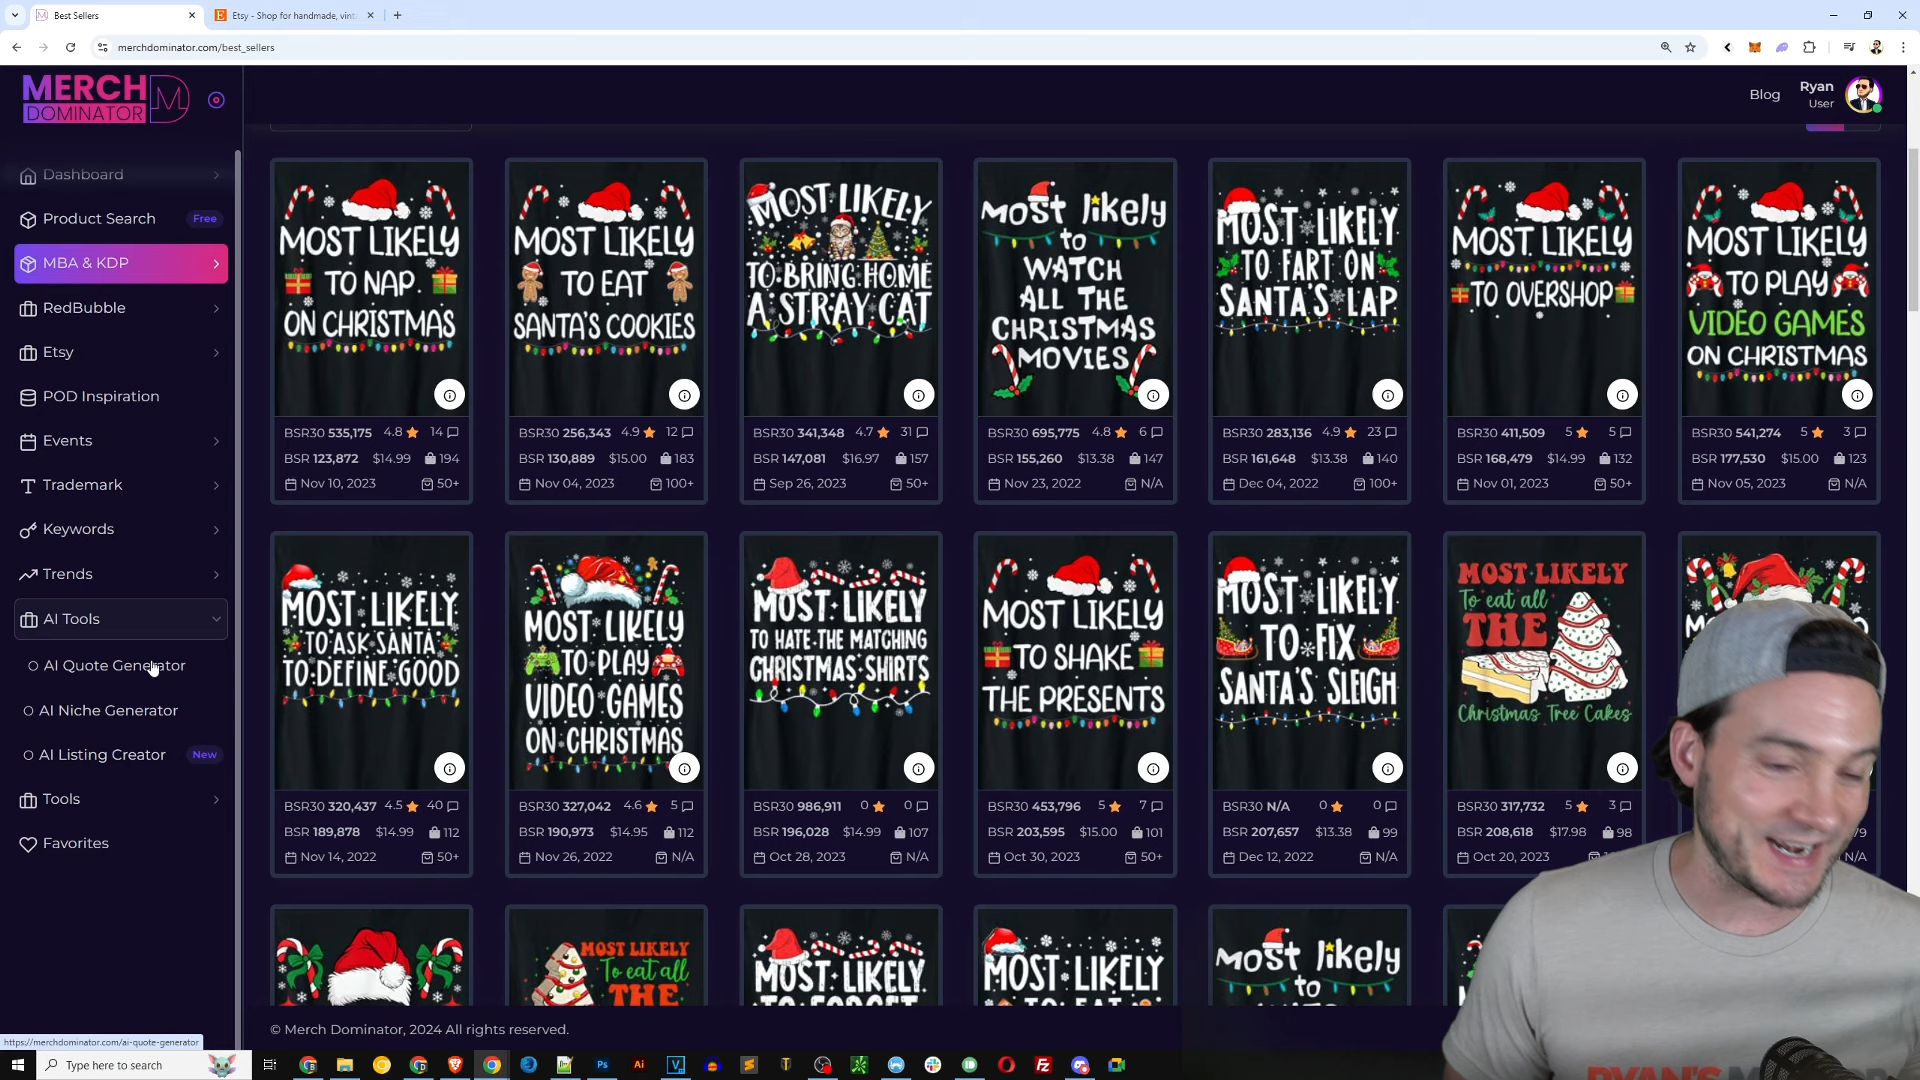 Best Sellers
Etsy - Shop for handmade, vint
merchdominator.com/best_sellers
MERCH
DOMINATOR
Blog
Ryan
User
Dashboard
Product Search Free
MBA & KDP
RedBubble
Etsy
POD Inspiration
Events
Trademark
Keywords
Trends
AI Tools
AI Quote Generator
AI Niche Generator
AI Listing Creator New
Tools
Favorites
MOST LIKELY
TO NAP
ON CHRISTMAS
BSR30 535,175 4.8 14
BSR 123,872 $14.99 194
Nov 10, 2023 50+
MOST LIKELY
TO EAT
SANTA'S COOKIES
BSR30 256,343 4.9 12
BSR 130,889 $15.00 183
Nov 04, 2023 100+
MOST LIKELY
TO BRING HOME
A STRAY CAT
BSR30 341,348 4.7 31
BSR 147,081 $16.97 157
Sep 26, 2023 50+
Most likely
to
WATCH
ALL THE
CHRISTMAS
MOVIES
BSR30 695,775 4.8 6
BSR 155,260 $13.38 147
Nov 23, 2022 N/A
MOST LIKELY
TO FART ON
SANTA'S LAP
BSR30 283,136 4.9 23
BSR 161,648 $13.38 140
Dec 04, 2022 100+
MOST LIKELY
TO OVERSHOP
BSR30 411,509 5 5
BSR 168,479 $14.99 132
Nov 01, 2023 50+
MOST LIKELY
TO PLAY
VIDEO GAMES
ON CHRISTMAS
BSR30 541,274 5 3
BSR 177,530 $15.00 123
Nov 05, 2023 N/A
MOST LIKELY
TO ASK SANTA
TO DEFINE GOOD
BSR30 320,437 4.5 40
BSR 189,878 $14.99 112
Nov 14, 2022 50+
MOST LIKELY
TO PLAY
VIDEO GAMES
ON CHRISTMAS
BSR30 327,042 4.6 5
BSR 190,973 $14.95 112
Nov 26, 2022 N/A
MOST LIKELY
TO HATE THE MATCHING
CHRISTMAS SHIRTS
BSR30 986,911 0 0
BSR 196,028 $14.99 107
Oct 28, 2023 N/A
MOST LIKELY
TO SHAKE
THE PRESENTS
BSR30 453,796 5 7
BSR 203,595 $15.00 101
Oct 30, 2023 50+
MOST LIKELY
TO FIX
SANTA'S SLEIGH
BSR30 N/A 0 0
BSR 207,657 $13.38 99
Dec 12, 2022 N/A
MOST LIKELY
To eat all
THE
Christmas Tree Cakes
BSR30 317,732 5 3
BSR 208,618 $17.98 98
Oct 20, 2023
79
N/A
MOST LIKELY
To eat all
THE
MOST LIKELY
TO FORGET
MOST LIKELY
TO EAT
Most likely
to
© Merch Dominator, 2024 All rights reserved.
https://merchdominator.com/ai-quote-generator
Type here to search
RYAN'S